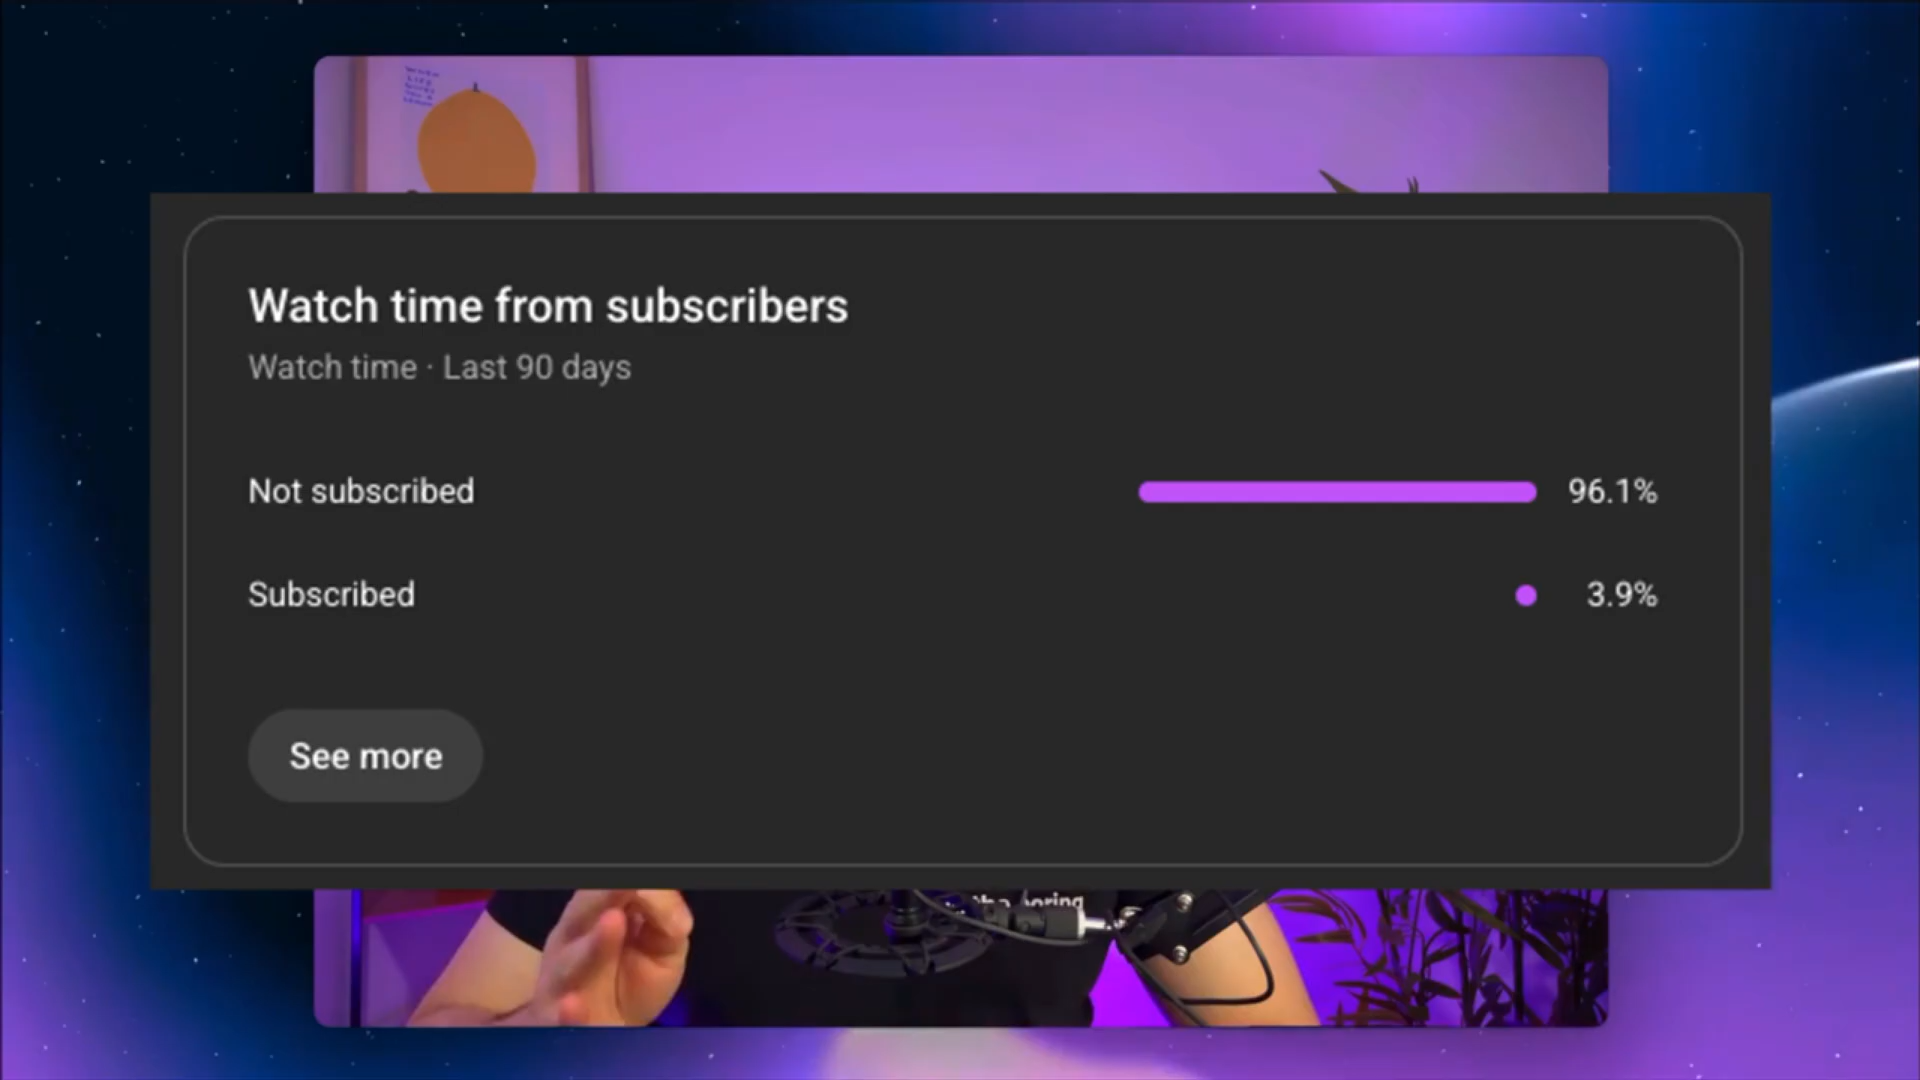 Watch time from subscribers
Watch time · Last 90 days
Not subscribed 96.1%
Subscribed 3.9%
See more